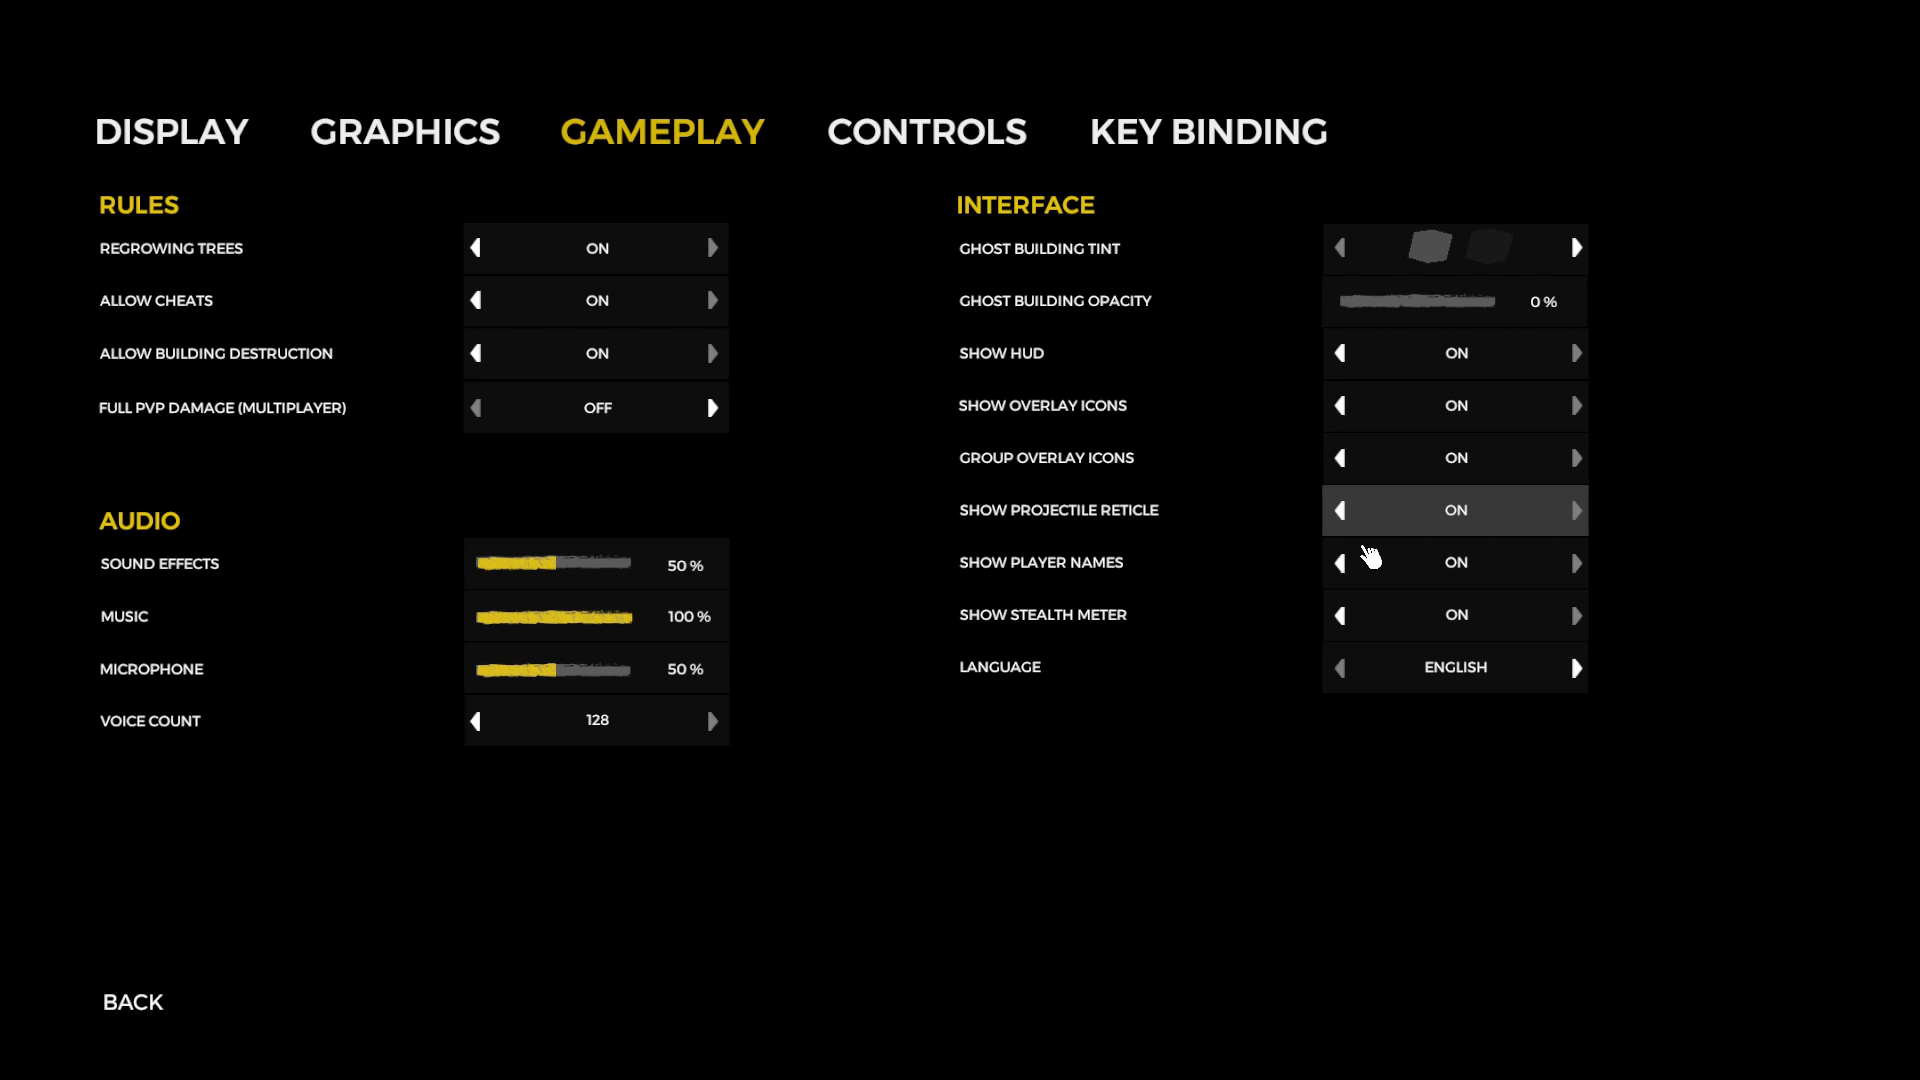 DISPLAY GRAPHICS GAMEPLAY CONTROLS KEY BINDING
RULES
REGROWING TREES ON
ALLOW CHEATS ON
ALLOW BUILDING DESTRUCTION ON
FULL PVP DAMAGE (MULTIPLAYER) OFF
AUDIO
SOUND EFFECTS 50 %
MUSIC 100 %
MICROPHONE 50 %
VOICE COUNT 128
INTERFACE
GHOST BUILDING TINT
GHOST BUILDING OPACITY 0 %
SHOW HUD ON
SHOW OVERLAY ICONS ON
GROUP OVERLAY ICONS ON
SHOW PROJECTILE RETICLE ON
SHOW PLAYER NAMES ON
SHOW STEALTH METER ON
LANGUAGE ENGLISH
BACK